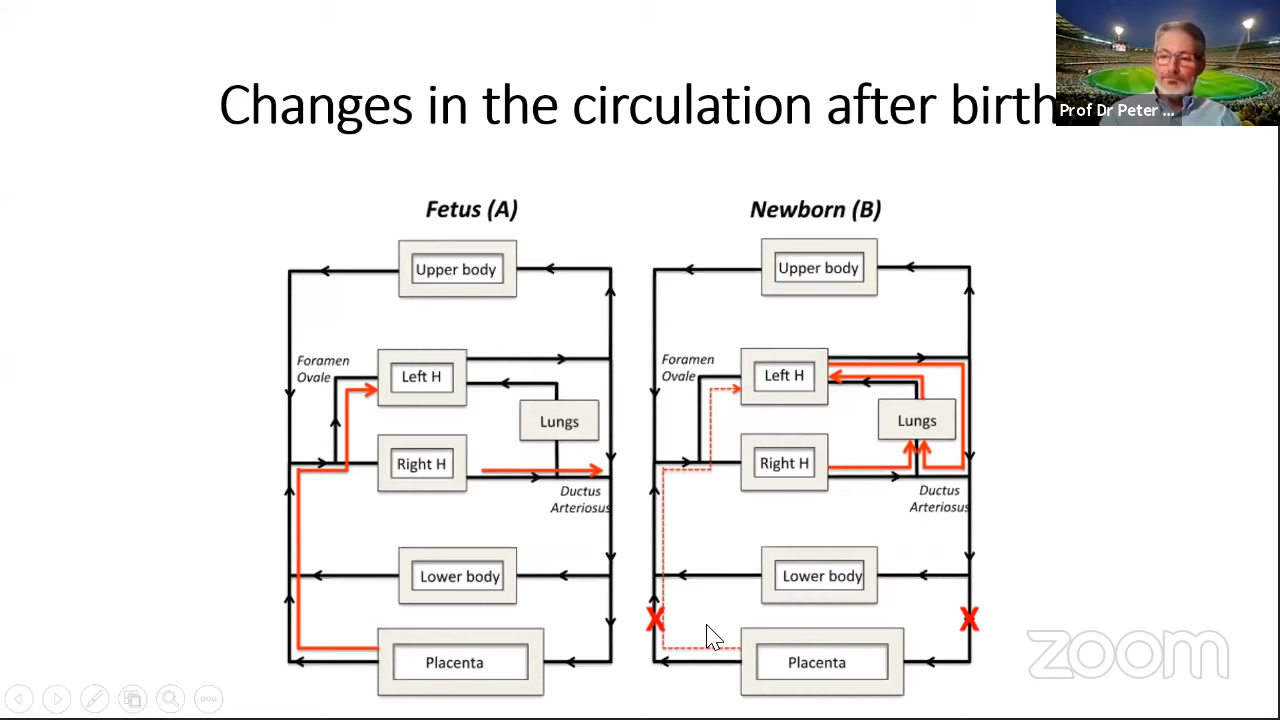 Changes in the circulation after birth
Prof Dr Peter ...
Fetus (A)
Upper body
Foramen
Ovale
Left H
Lungs
Right H
Ductus
Arteriosus
Lower body
Placenta
Newborn (B)
Upper body
Foramen
Ovale
Left H
Lungs
Right H
Ductus
Arteriosus
Lower body
X
X
Placenta
zoom